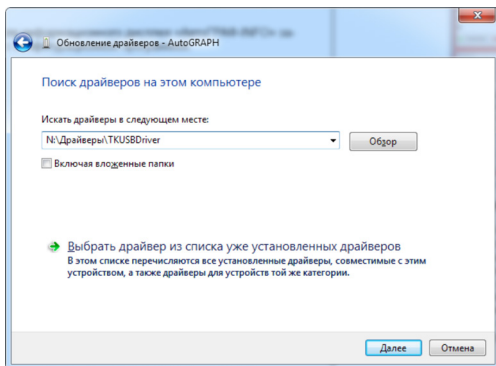 Обновление драйверов - AutoGRAPH
Поиск драйверов на этом компьютере
Искать драйверы в следующем месте:
N:\Драйверы\TKUSBDriver
Обзор
Включая вложенные папки
Выбрать драйвер из списка уже установленных драйверов
В этом списке перечисляются все установленные драйверы, совместимые с этим
устройством, а также драйверы для устройств той же категории.
Далее
Отмена